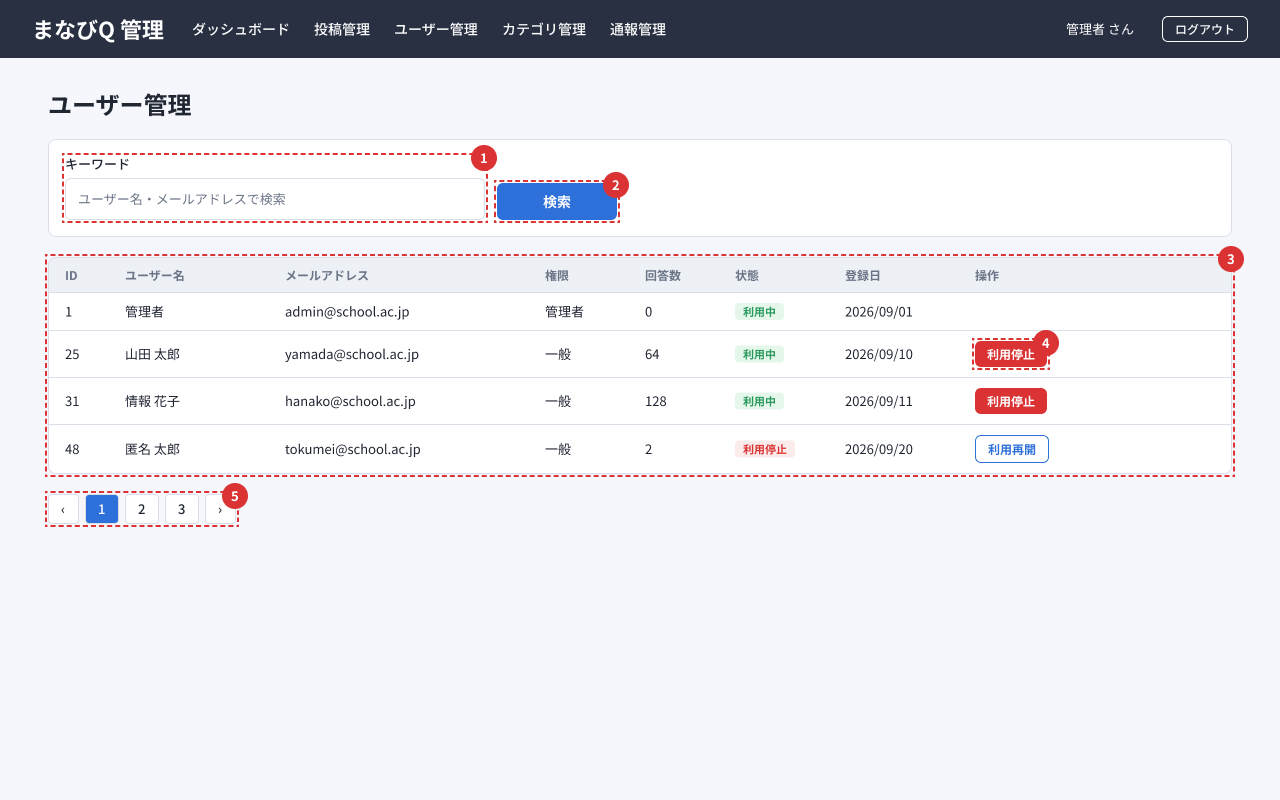 まなびQ 管理 ダッシュボード 投稿管理 ユーザー管理 カテゴリ管理 通報管理 管理者 さん ログアウト
ユーザー管理
キーワード 1
ユーザー名・メールアドレスで検索 検索 2
3
ID ユーザー名 メールアドレス 権限 回答数 状態 登録日 操作
1 管理者 admin@school.ac.jp 管理者 0 利用中 2026/09/01
25 山田 太郎 yamada@school.ac.jp 一般 64 利用中 2026/09/10 利用停止 4
31 情報 花子 hanako@school.ac.jp 一般 128 利用中 2026/09/11 利用停止
48 匿名 太郎 tokumei@school.ac.jp 一般 2 利用停止 2026/09/20 利用再開
‹ 1 2 3 › 5